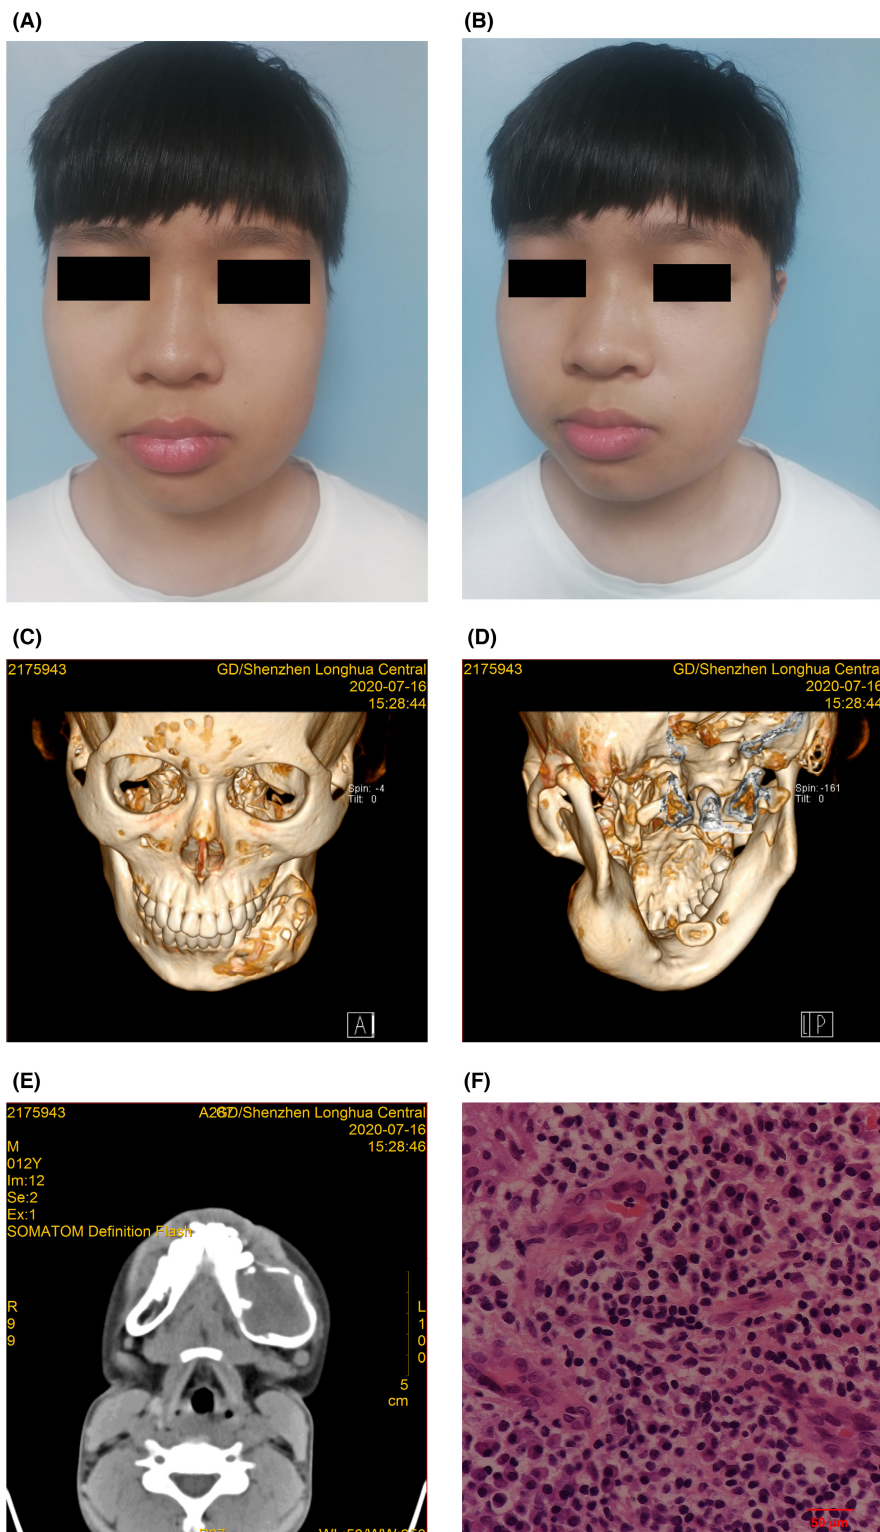 (A)
(B)
(C)
2175943
GD/Shenzhen Longhua Central
2020-07-16
15:28:44
Spin: -4
Tilt: 0
A
(D)
2175943
GD/Shenzhen Longhua Centra
2020-07-16
15:28:44
Spin: -161
Tilt: 0
LP
(E)
2175943
GD/Shenzhen Longhua Central
2020-07-16
M
15:28:46
012Y
Im:12
Se:2
Ex:1
SOMATOM Definition Flash
R
L
9
1
9
0
0
5
cm
(F)
50 μm